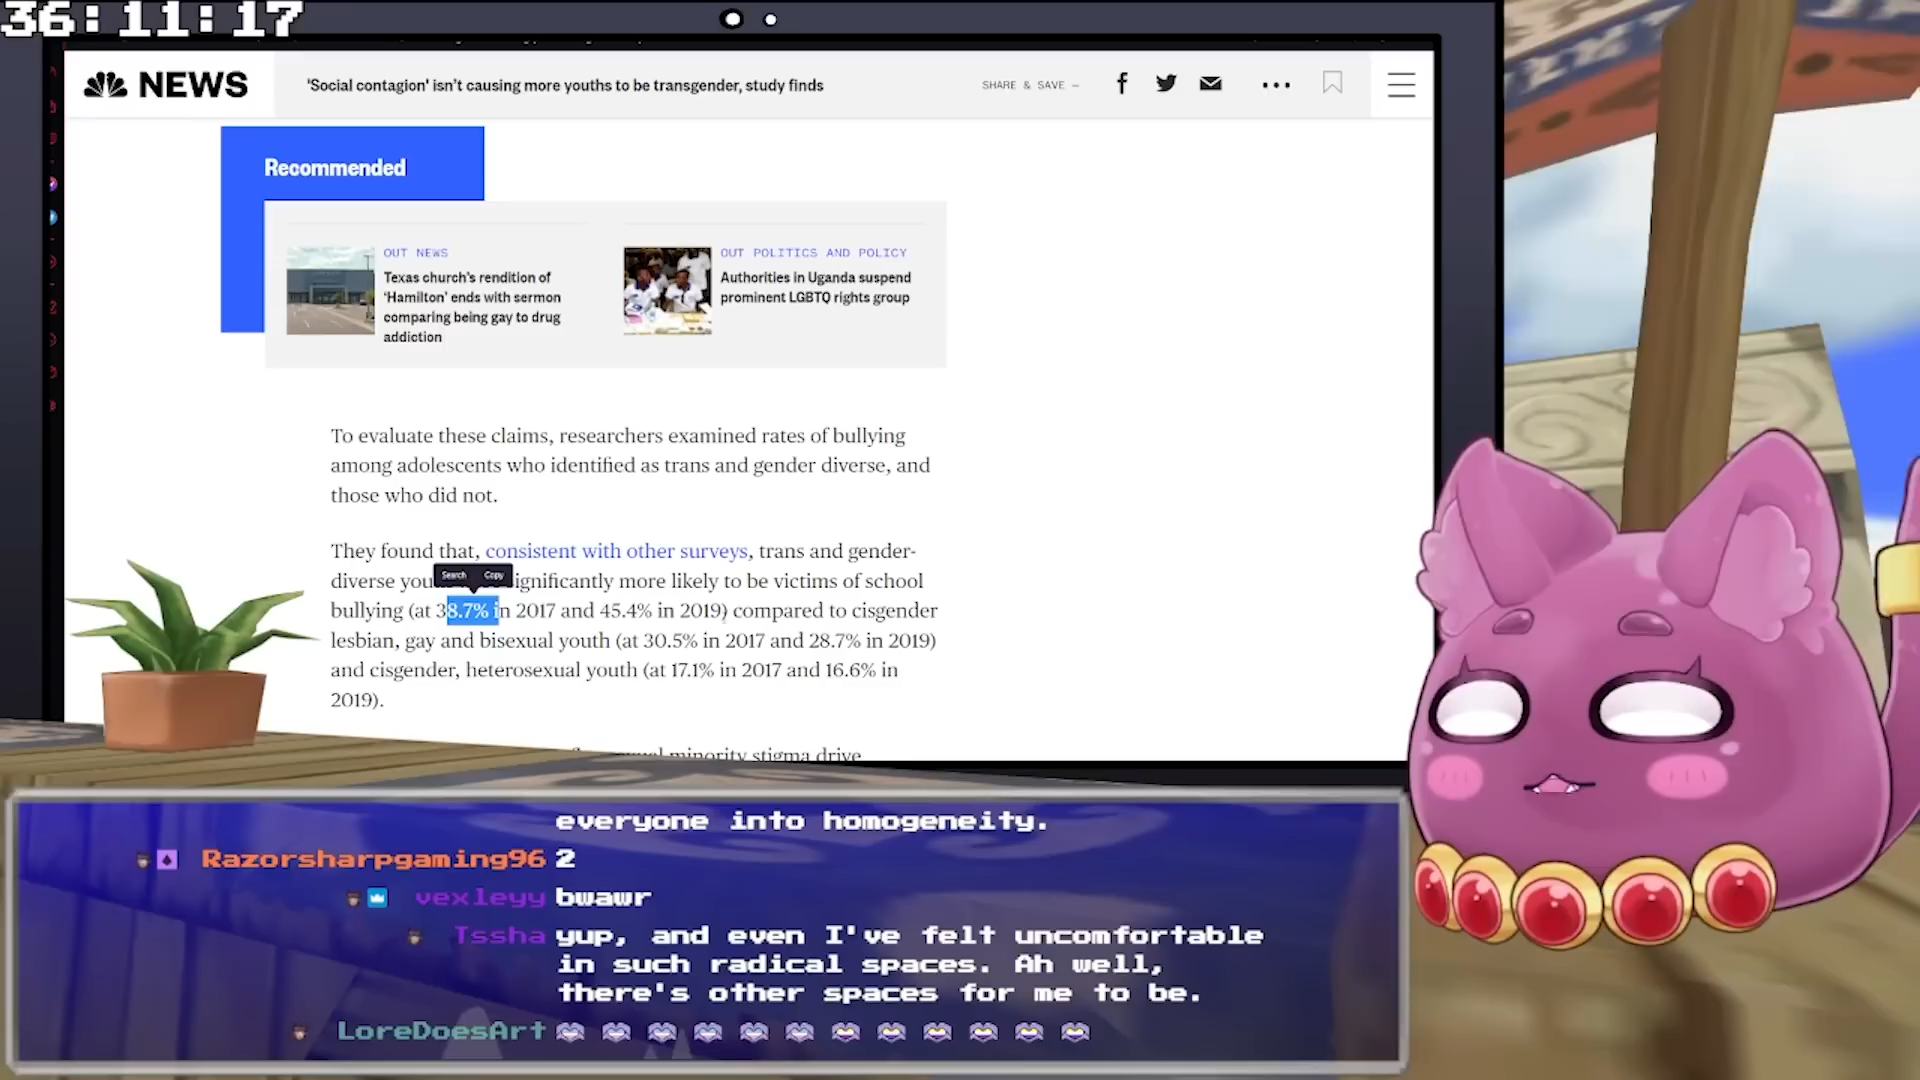 36:11:17
NEWS
'Social contagion' isn't causing more youths to be transgender, study finds
SHARE & SAVE —
Recommended
OUT NEWS
Texas church's rendition of
'Hamilton' ends with sermon
comparing being gay to drug
addiction
OUT POLITICS AND POLICY
Authorities in Uganda suspend
prominent LGBTQ rights group
To evaluate these claims, researchers examined rates of bullying
among adolescents who identified as trans and gender diverse, and
those who did not.
They found that, consistent with other surveys, trans and gender-
Search Copy
diverse significantly more likely to be victims of school
bullying (at 38.7% in 2017 and 45.4% in 2019) compared to cisgender
lesbian, gay and bisexual youth (at 30.5% in 2017 and 28.7% in 2019)
and cisgender, heterosexual youth (at 17.1% in 2017 and 16.6% in
2019).
minority stigma drive
everyone into homogeneity.
Razorsharpgaming96 2
vexleyy bwawr
Tssha yup, and even I've felt uncomfortable
in such radical spaces. Ah well,
there's other spaces for me to be.
LoreDoesArt